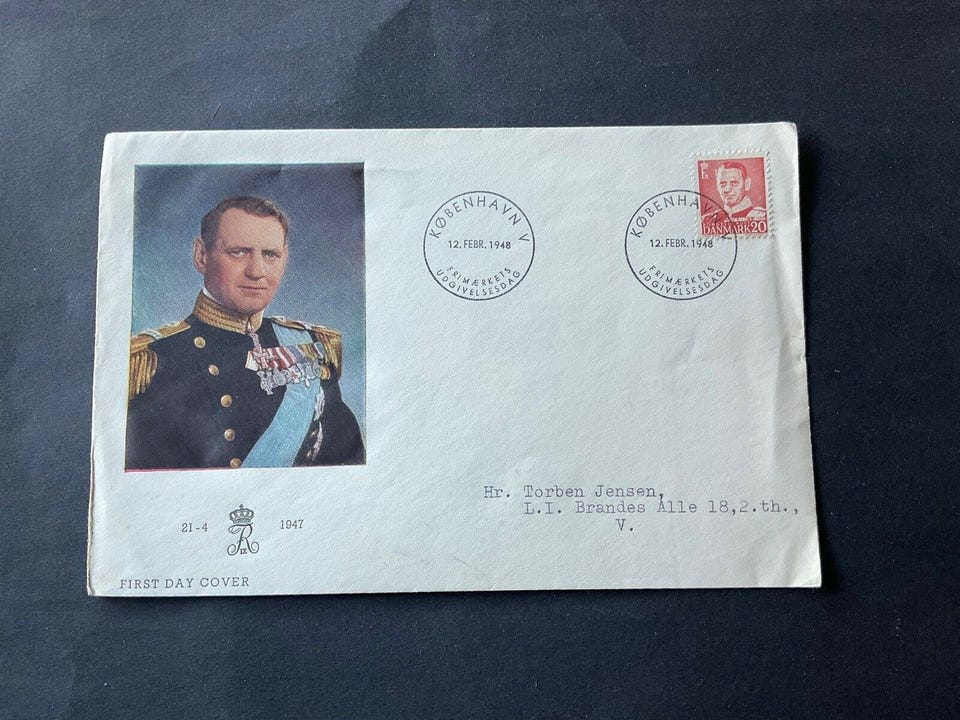 KØBENHAVN V
12. FEBR. 1948
FRIMÆRKETS
UDGIVELSESDAG
KØBENHAVN V
12. FEBR. 1948
FRIMÆRKETS
UDGIVELSESDAG
DANMARK 20
Hr. Torben Jensen,
L.I. Brandes Alle 18,2.th.,
V.
21-4 1947
FIRST DAY COVER